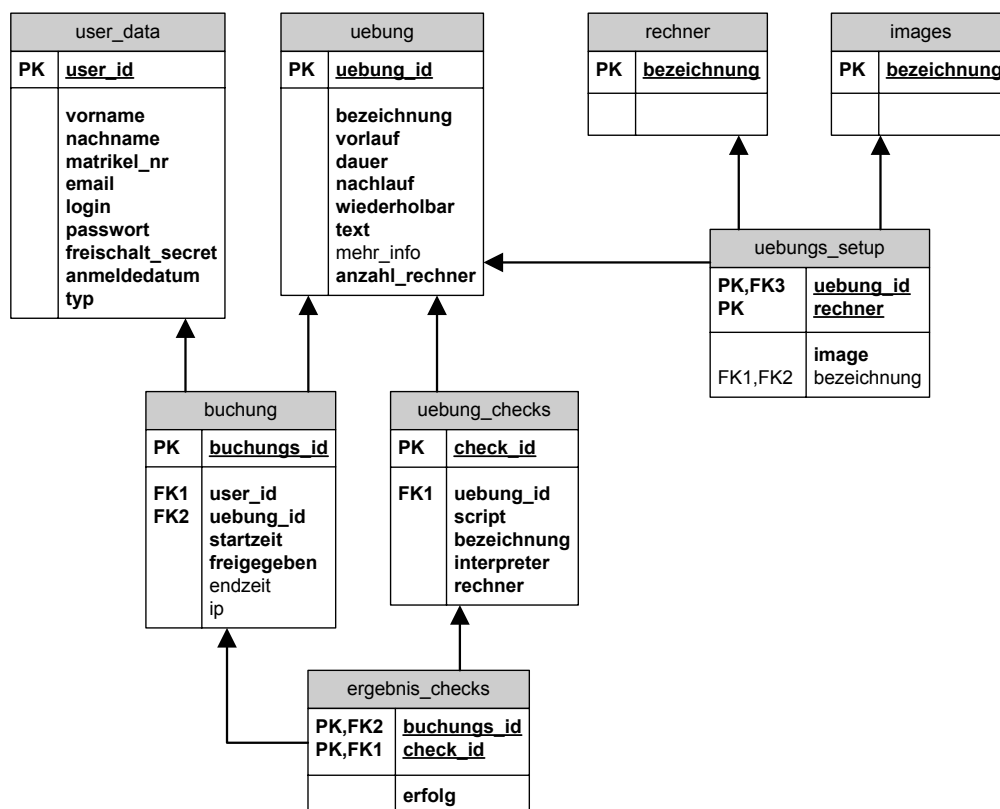 user_data
PK user_id
vorname
nachname
matrikel_nr
email
login
passwort
freischalt_secret
anmeldedatum
typ
uebung
PK uebung_id
bezeichnung
vorlauf
dauer
nachlauf
wiederholbar
text
mehr_info
anzahl_rechner
rechner
PK bezeichnung
images
PK bezeichnung
uebungs_setup
PK,FK3 uebung_id
PK rechner
image
FK1,FK2 bezeichnung
buchung
PK buchungs_id
FK1 user_id
FK2 uebung_id
startzeit
freigegeben
endzeit
ip
uebung_checks
PK check_id
FK1 uebung_id
script
bezeichnung
interpreter
rechner
ergebnis_checks
PK,FK2 buchungs_id
PK,FK1 check_id
erfolg